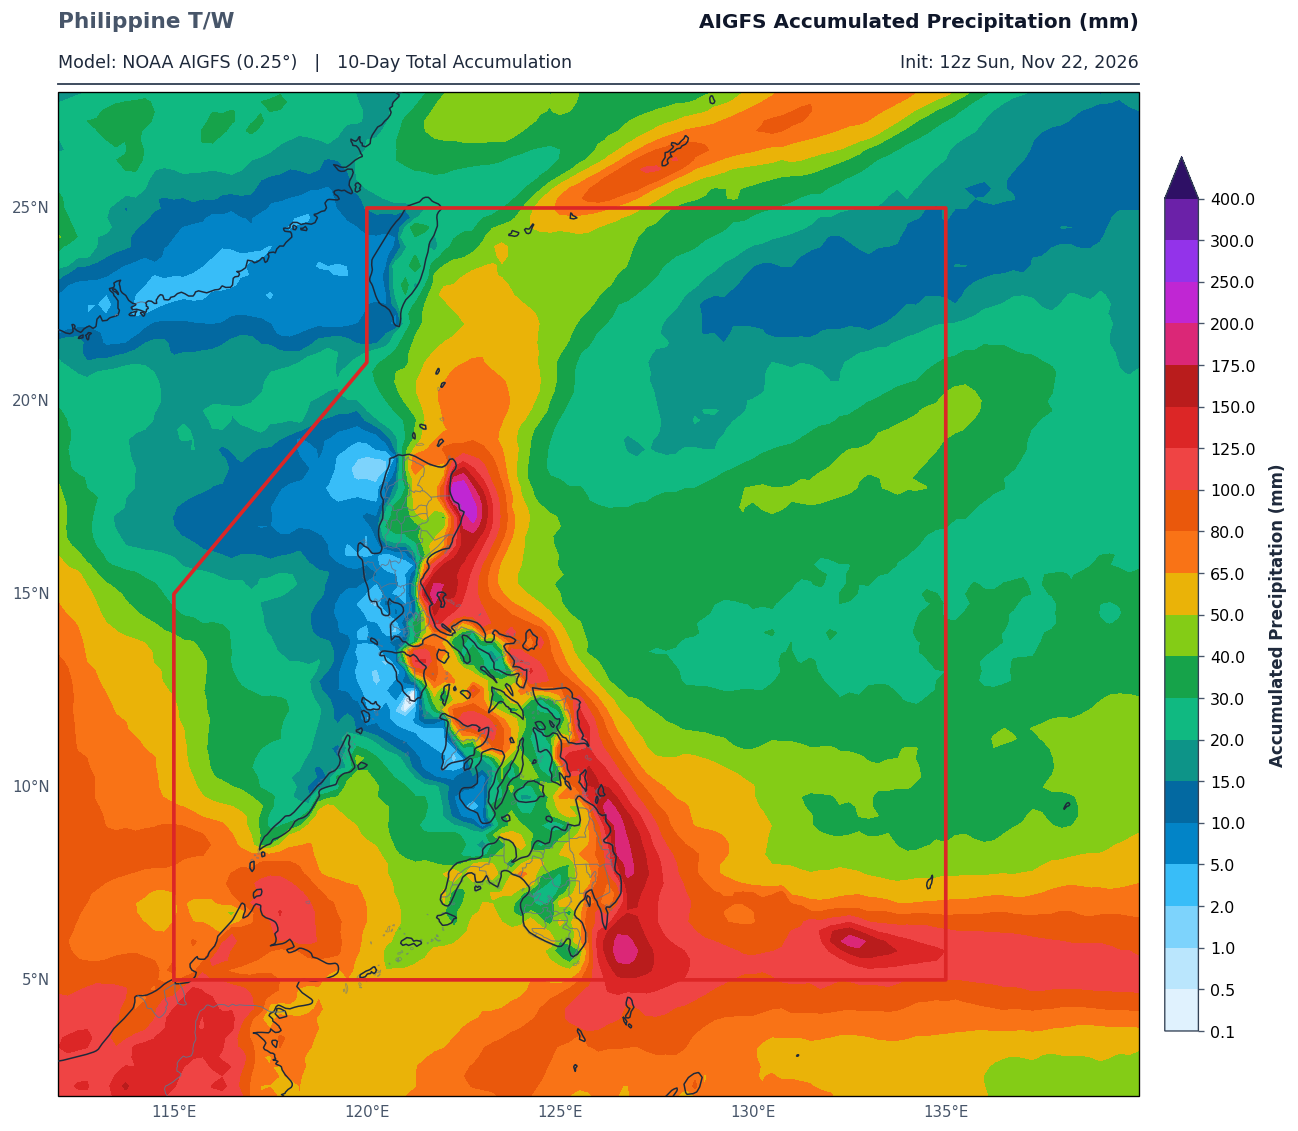 Philippine T/W
AIGFS Accumulated Precipitation (mm)
Model: NOAA AIGFS (0.25°)   |   10-Day Total Accumulation
Init: 12z Sun, Nov 22, 2026
25°N
20°N
15°N
10°N
5°N
115°E
120°E
125°E
130°E
135°E
400.0
300.0
250.0
200.0
175.0
150.0
125.0
100.0
80.0
65.0
50.0
40.0
30.0
20.0
15.0
10.0
5.0
2.0
1.0
0.5
0.1
Accumulated Precipitation (mm)